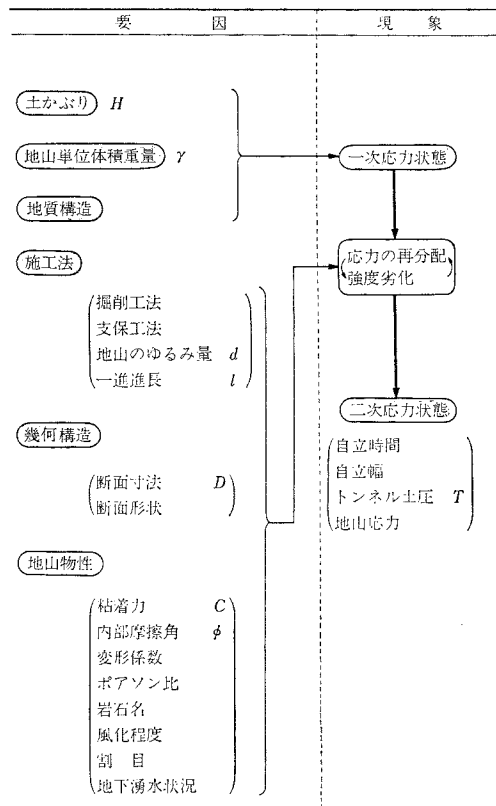 要 因
現 象
土かぶり H
地山単位体積重量 γ
一次応力状態
地質構造
施工法
応力の再分配
強度劣化
掘削工法
支保工法
地山のゆるみ量 d
一進進長 l
二次応力状態
幾何構造
自立時間
自立幅
断面寸法 D
トンネル土圧 T
断面形状
地山応力
地山物性
粘着力 C
内部摩擦角 φ
変形係数
ポアソン比
岩石名
風化程度
割 目
地下湧水状況